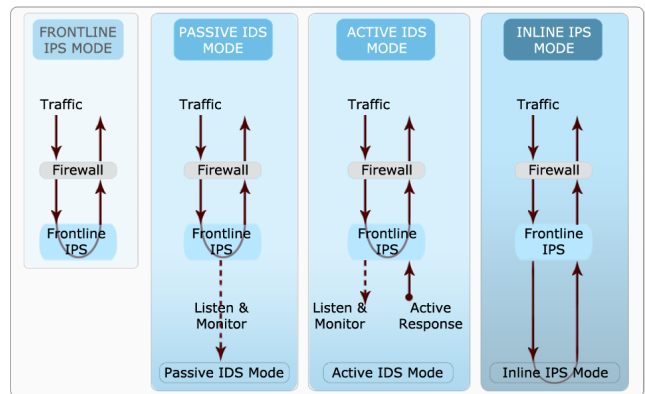 FRONTLINE
IPS MODE
Traffic
Firewall
Frontline
IPS
PASSIVE IDS
MODE
Traffic
Firewall
Frontline
IPS
Listen &
Monitor
Passive IDS Mode
ACTIVE IDS
MODE
Traffic
Firewall
Frontline
IPS
Listen &
Monitor
Active
Response
Active IDS Mode
INLINE IPS
MODE
Traffic
Firewall
Frontline
IPS
Inline IPS Mode